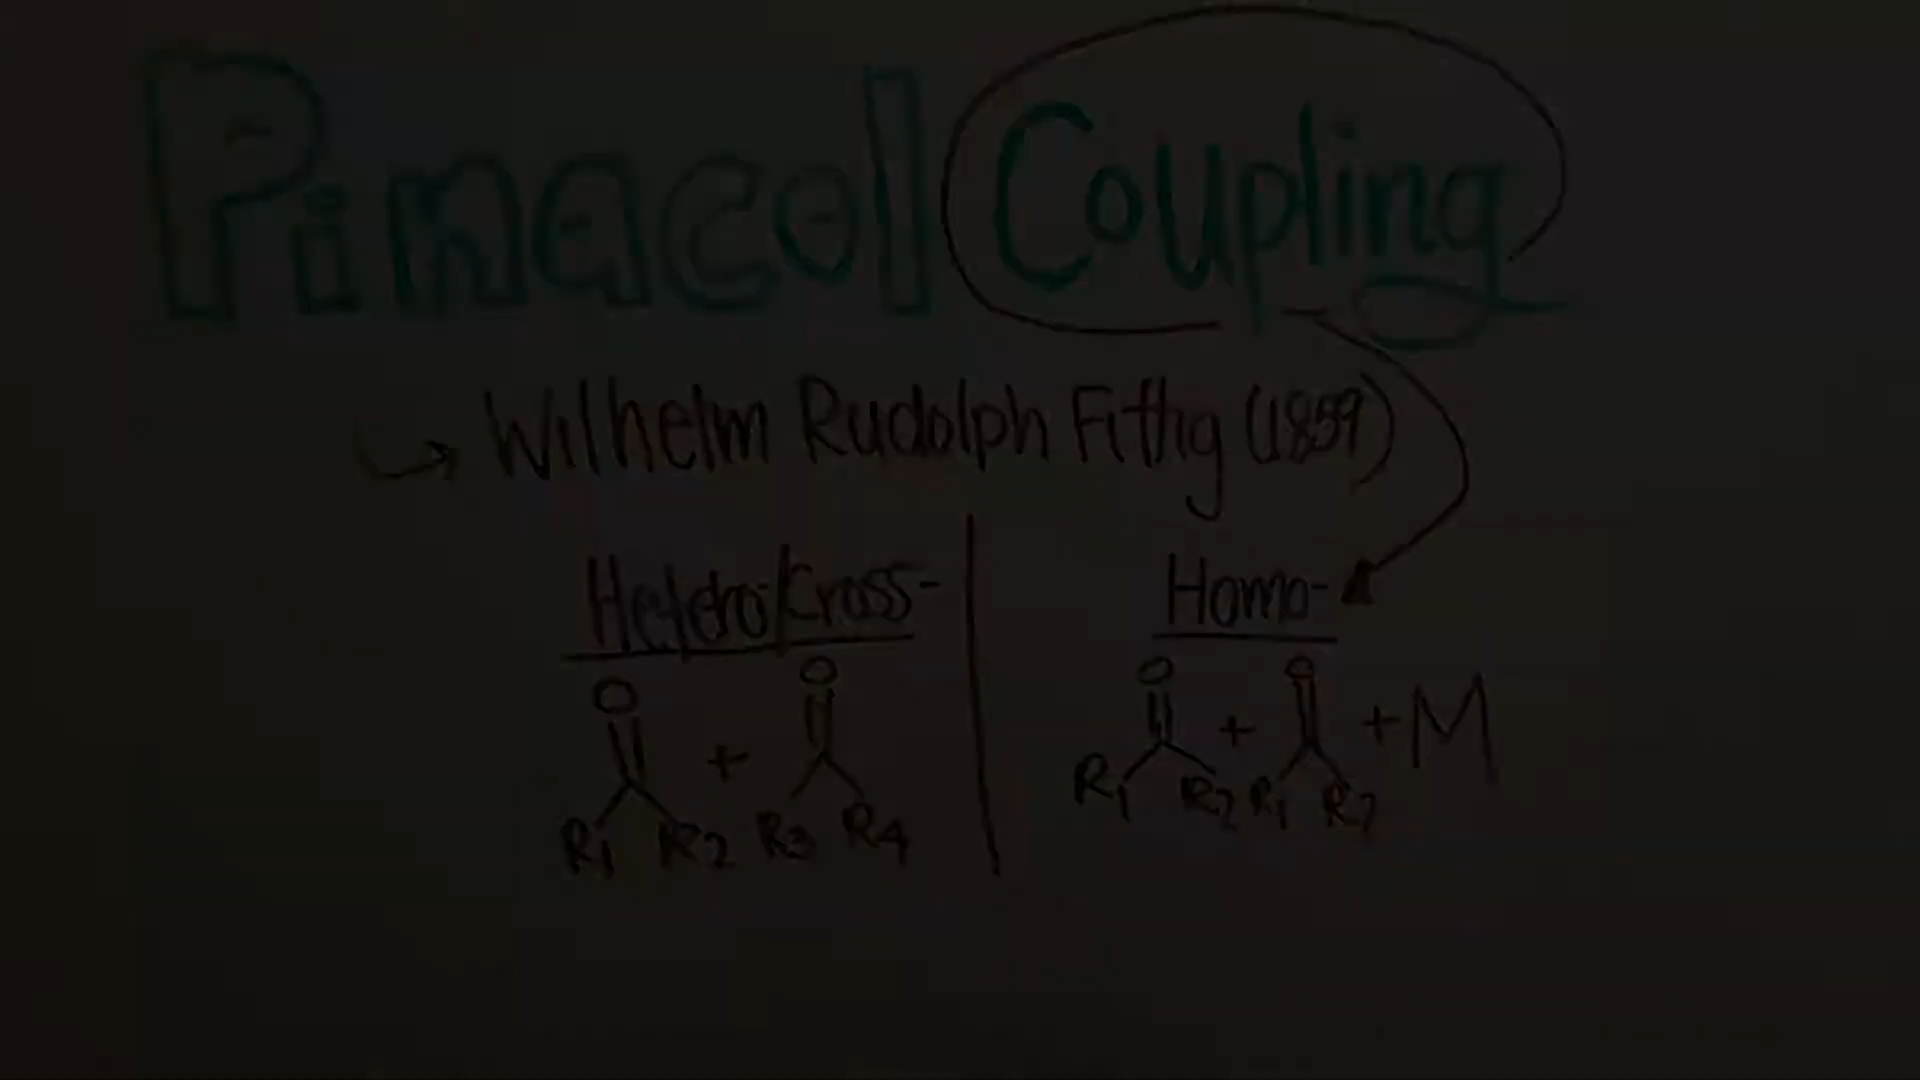 Pinacol Coupling
↳ Wilhelm Rudolph Fittig (1859)
Hetero-/Cross-
Homo-
O O
+
R1 R2 R3 R4
O O
+ + M
R1 R2 R1 R2